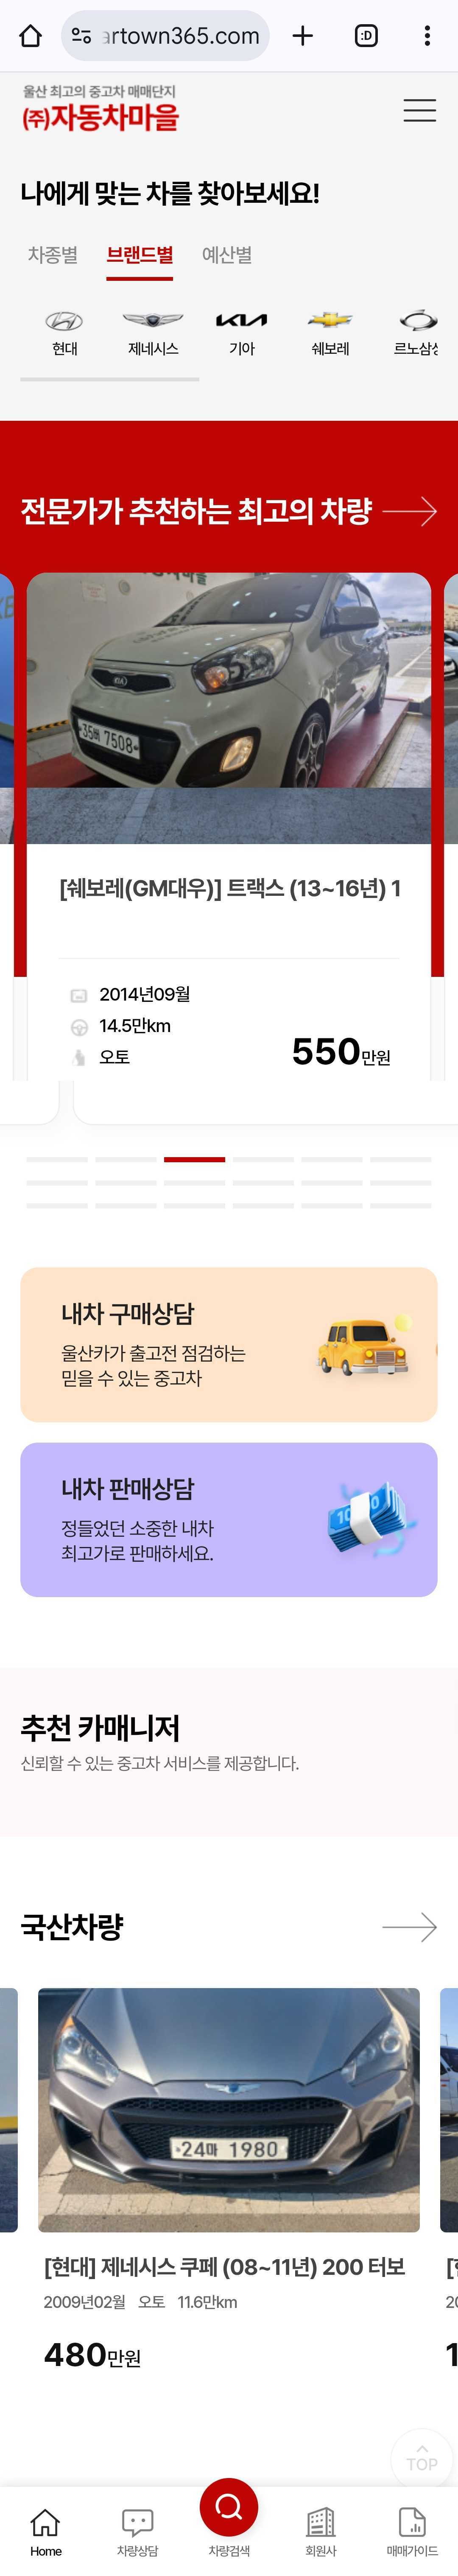 artown365.com
:D
울산 최고의 중고차 매매단지
㈜자동차마을
나에게 맞는 차를 찾아보세요!
차종별 브랜드별 예산별
현대 제네시스 기아 쉐보레 르노삼성
전문가가 추천하는 최고의 차량
KIA
35버 7508
[쉐보레(GM대우)] 트랙스 (13~16년) 1
2014년09월
14.5만km
오토
550만원
내차 구매상담
울산카가 출고전 점검하는
믿을 수 있는 중고차
내차 판매상담
정들었던 소중한 내차
최고가로 판매하세요.
추천 카매니저
신뢰할 수 있는 중고차 서비스를 제공합니다.
국산차량
24마 1980
[현대] 제네시스 쿠페 (08~11년) 200 터보
2009년02월 오토 11.6만km
480만원
TOP
Home 차량상담 차량검색 회원사 매매가이드